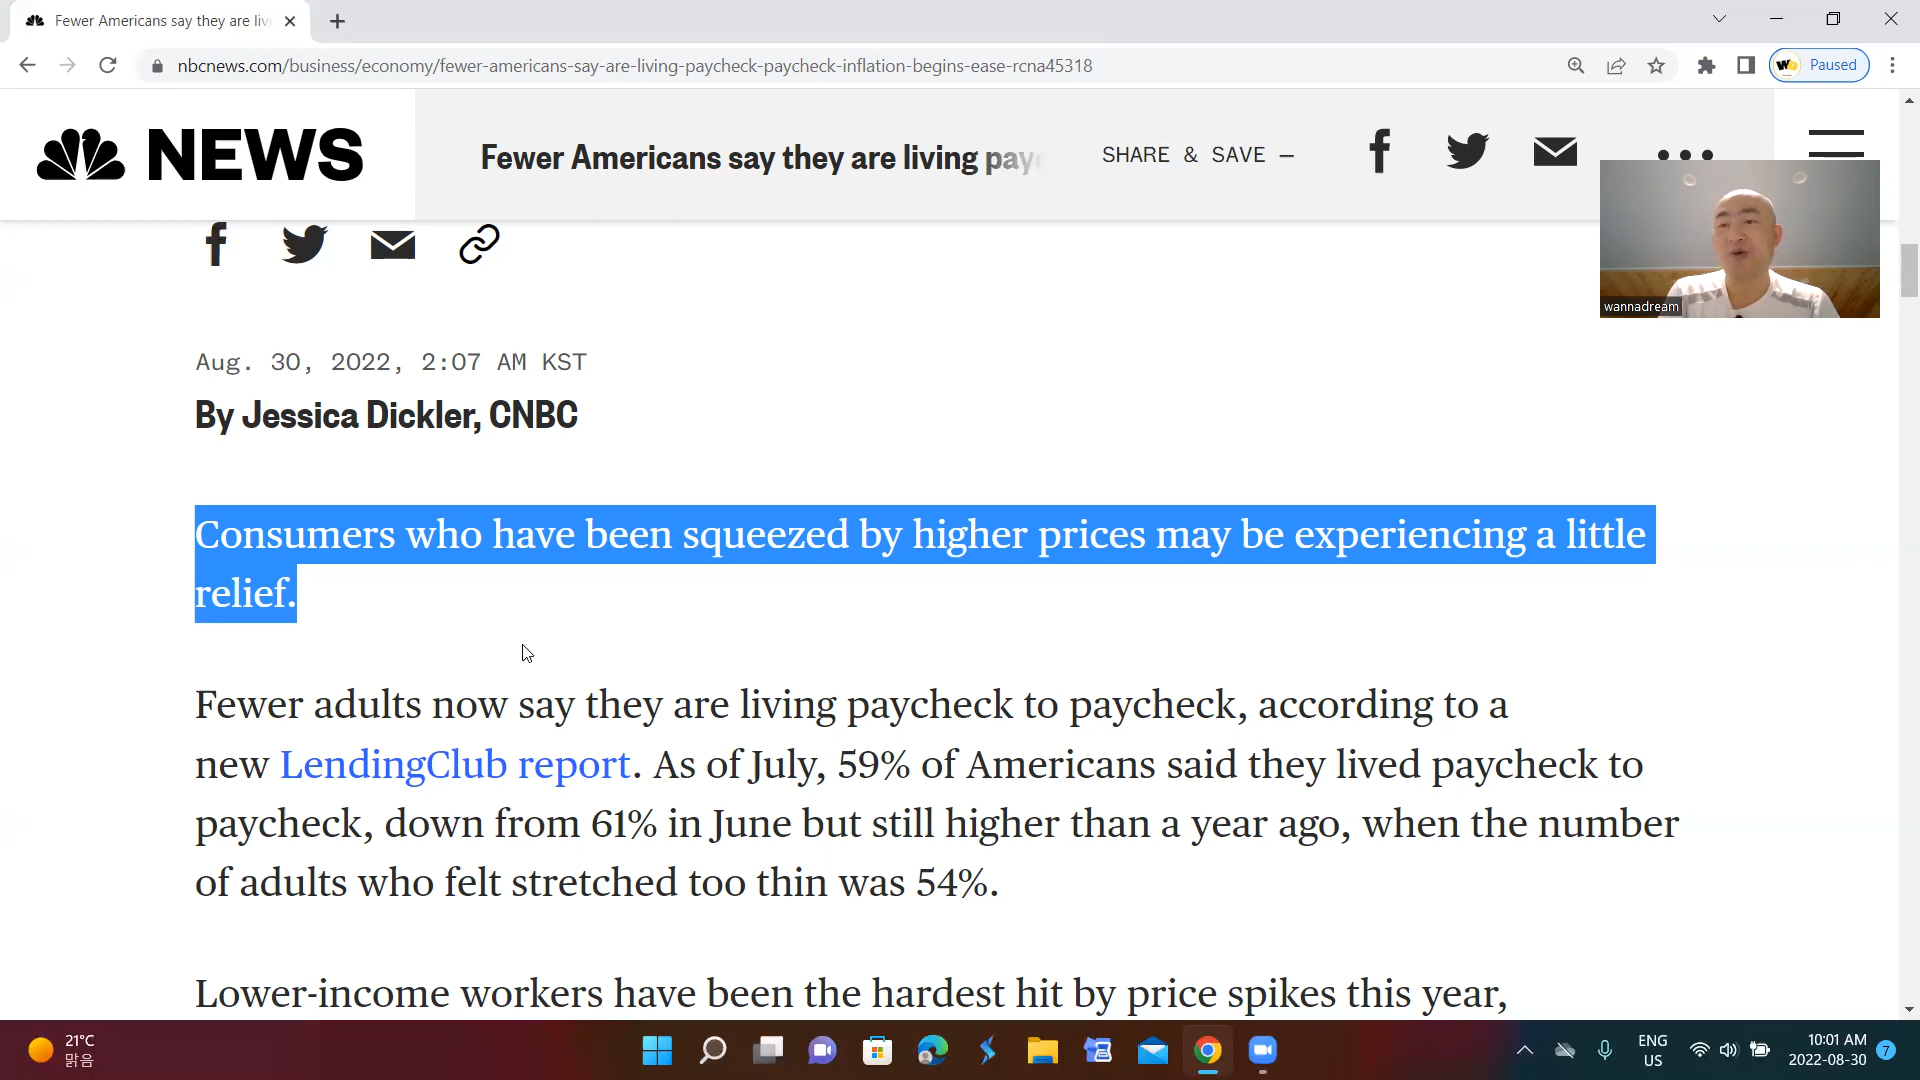 Fewer Americans say they are livi
nbcnews.com/business/economy/fewer-americans-say-are-living-paycheck-paycheck-inflation-begins-ease-rcna45318
Paused
NEWS
Fewer Americans say they are living payc
SHARE & SAVE —
wannadream
Aug. 30, 2022, 2:07 AM KST
By Jessica Dickler, CNBC
Consumers who have been squeezed by higher prices may be experiencing a little
relief.
Fewer adults now say they are living paycheck to paycheck, according to a
new LendingClub report. As of July, 59% of Americans said they lived paycheck to
paycheck, down from 61% in June but still higher than a year ago, when the number
of adults who felt stretched too thin was 54%.
Lower-income workers have been the hardest hit by price spikes this year,
21°C
맑음
ENG
US
10:01 AM
2022-08-30
7